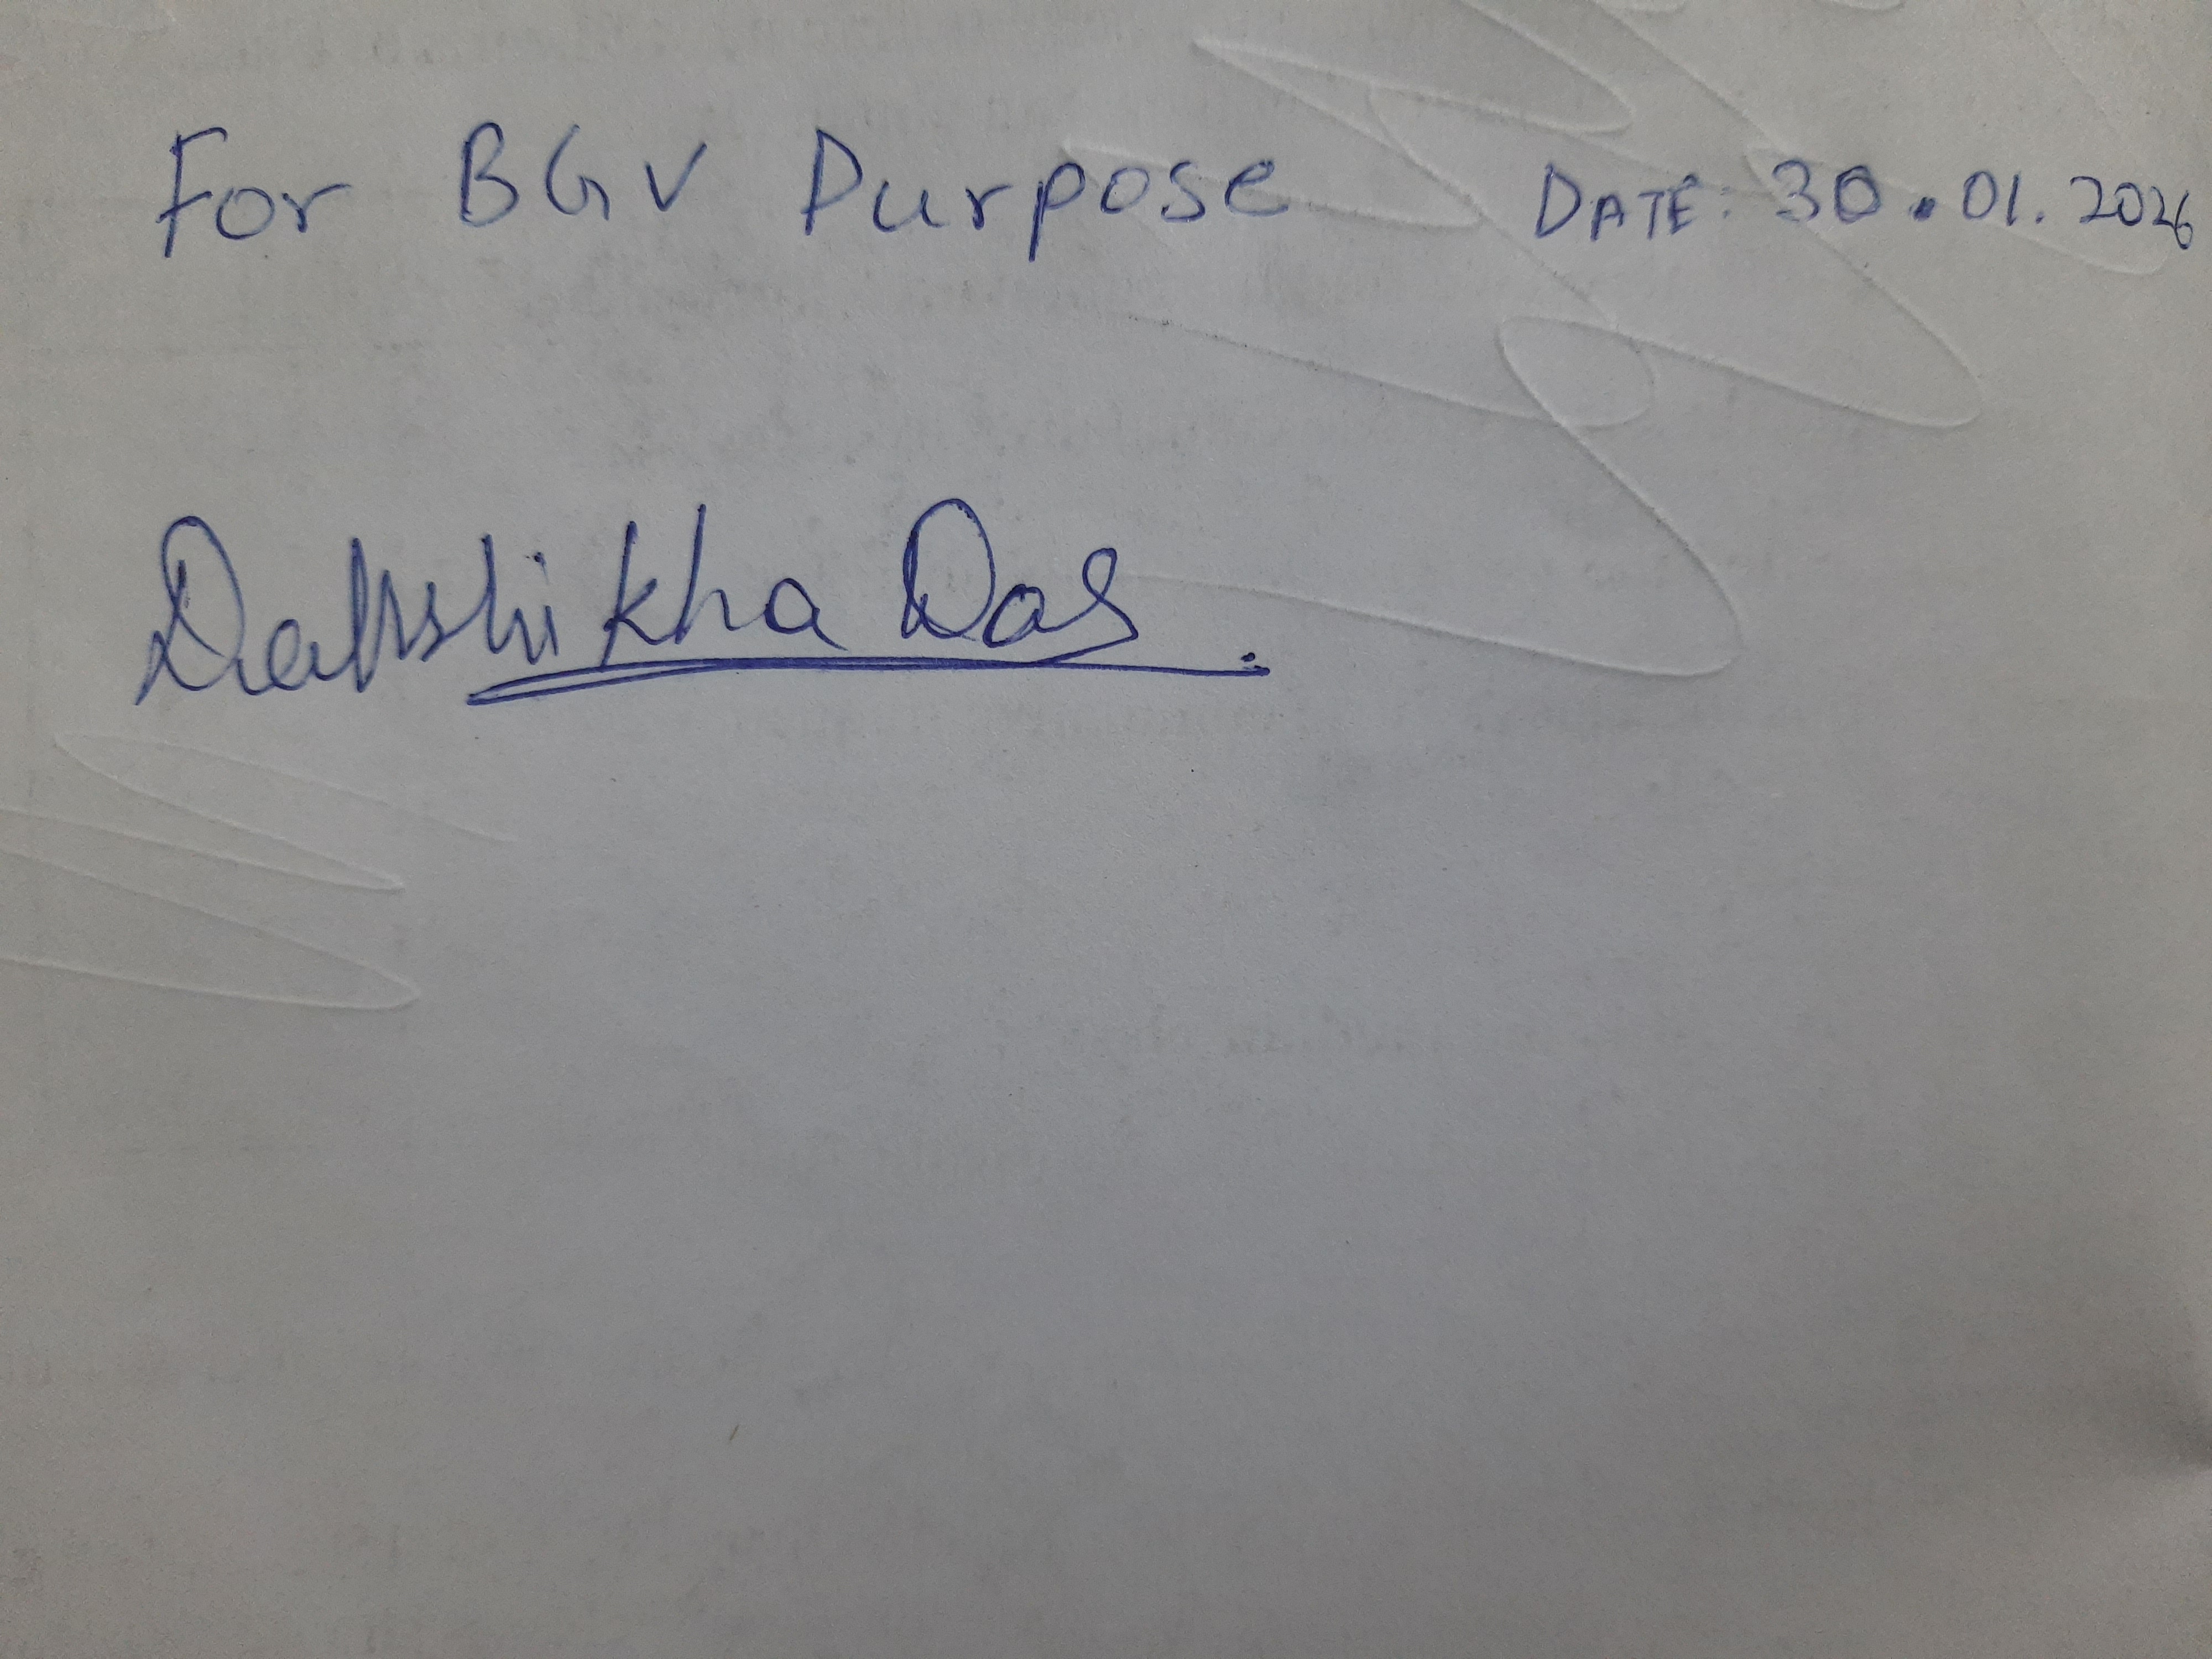 For BGV Purpose DATE: 30.01.2026
Dakshikha Das.